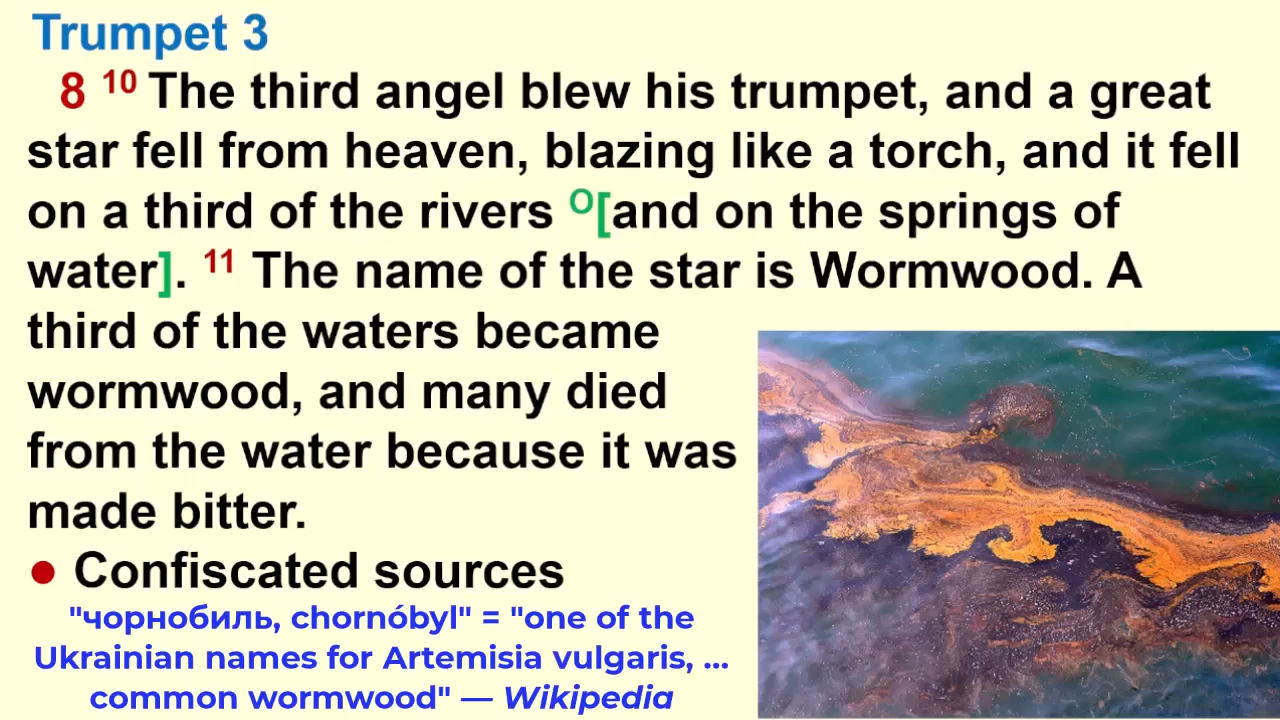 Trumpet 3
8 10 The third angel blew his trumpet, and a great
star fell from heaven, blazing like a torch, and it fell
on a third of the rivers O[and on the springs of
water]. 11 The name of the star is Wormwood. A
third of the waters became
wormwood, and many died
from the water because it was
made bitter.
● Confiscated sources
"чорнобиль, chornóbyl" = "one of the
Ukrainian names for Artemisia vulgaris, ...
common wormwood" — Wikipedia